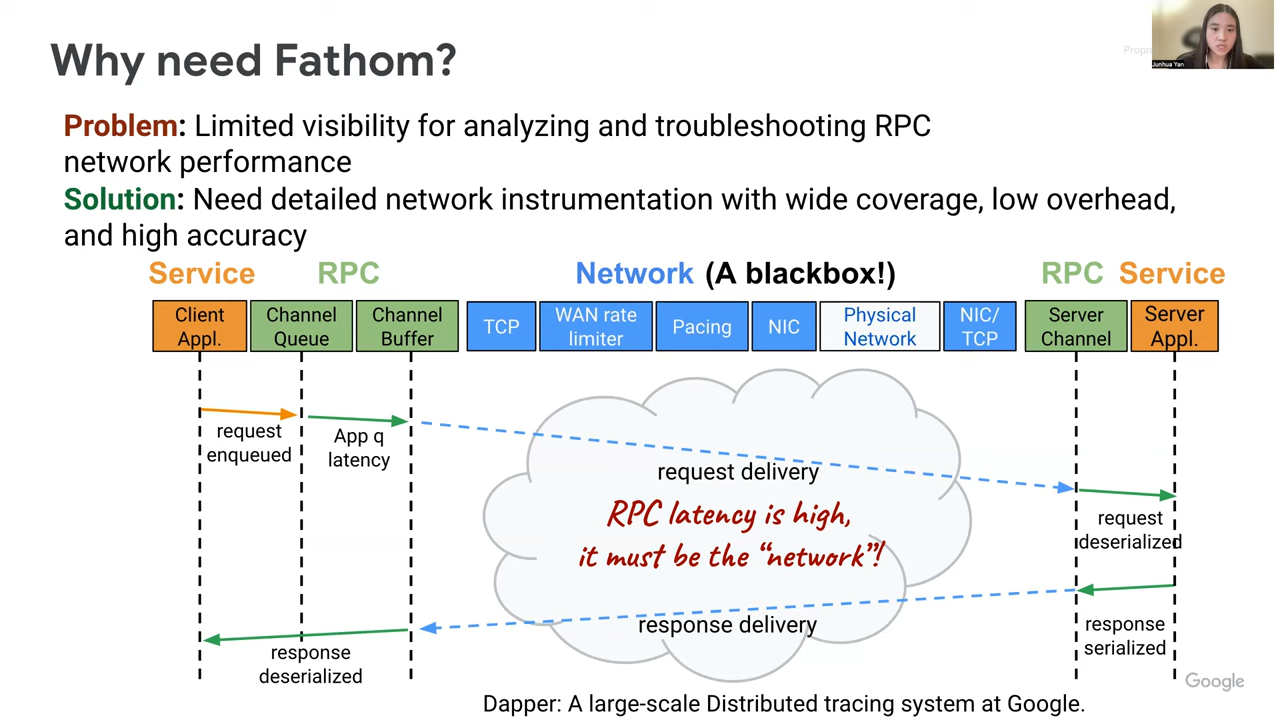 Why need Fathom?
Junhua Yan
Problem: Limited visibility for analyzing and troubleshooting RPC
network performance
Solution: Need detailed network instrumentation with wide coverage, low overhead,
and high accuracy
Service RPC Network (A blackbox!) RPC Service
Client
Appl.
Channel
Queue
Channel
Buffer
TCP
WAN rate
limiter
Pacing
NIC
Physical
Network
NIC/
TCP
Server
Channel
Server
Appl.
request
enqueued
App q
latency
request delivery
RPC latency is high,
it must be the “network”!
request
deserialized
response delivery
response
serialized
response
deserialized
Google
Dapper: A large-scale Distributed tracing system at Google.